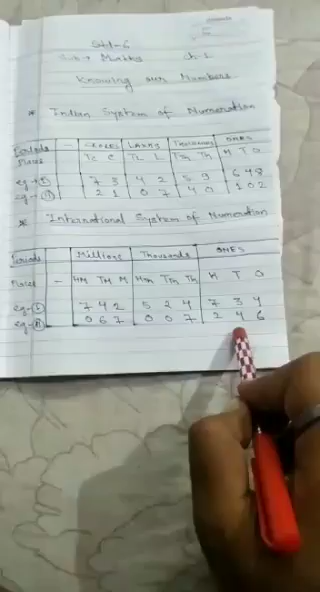 Std-6
Sub-> Maths Ch-1
Knowing our Numbers
* Indian System of Numeration
Periods - CRORES LAKHS Thousands ONES
Places TC C TL L TTh Th H T O
eg-① 7 3 4 2 5 9 6 4 8
eg-② 2 1 0 7 4 0 1 0 2
* International System of Numeration
Periods Millions Thousands ONES
Places - HM TM M HTh TTh Th H T O
eg-① 7 4 2 5 2 4 7 3 4
eg-② 0 6 7 0 0 7 2 4 6